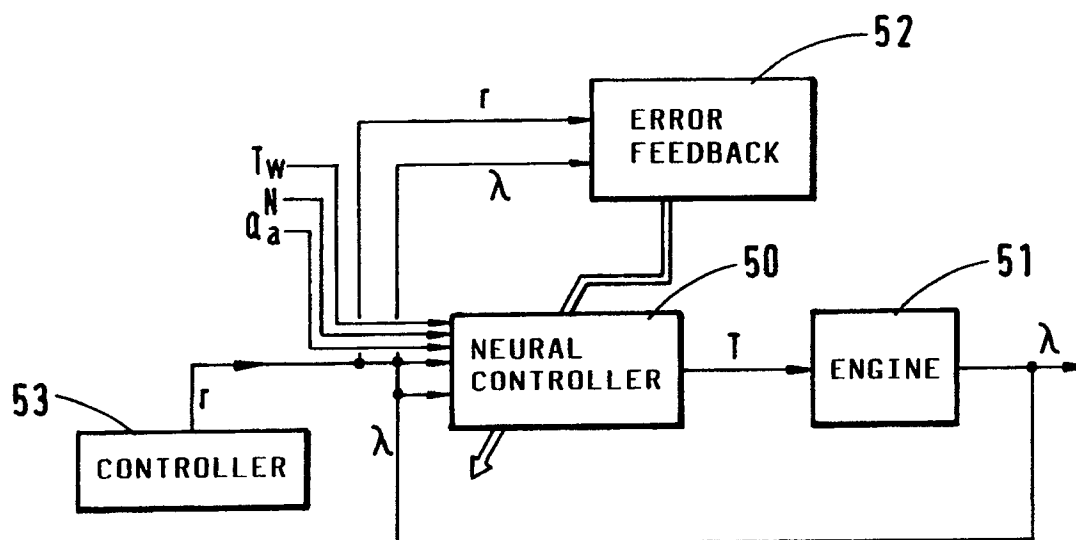 52
r
ERROR
FEEDBACK
λ
Tw
N
Qa
50
51
NEURAL
CONTROLLER
T
ENGINE
λ
53
r
λ
CONTROLLER